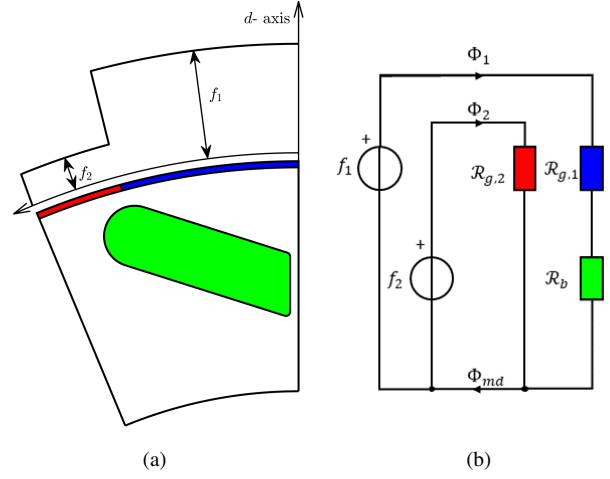 d- axis
f₁
f₂
(a)
Φ₁
Φ₂
+
f₁
ℛg,2
ℛg,1
+
f₂
ℛb
Φmd
(b)